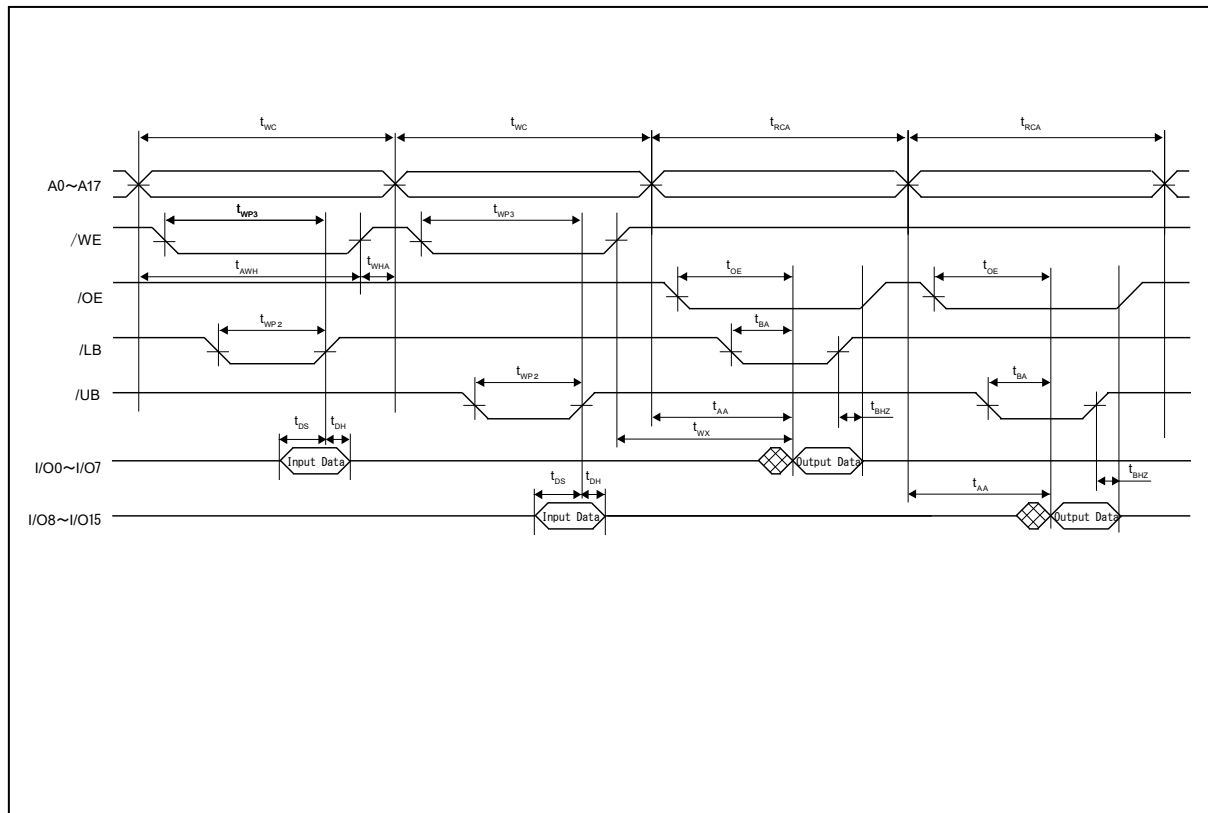 tWC tWC tRCA tRCA
A0~A17
tWP3 tWP3
/WE
tAWH tWHA tOE tOE
/OE
tWP2 tBA
/LB
tWP2 tBA
/UB
tAA tBHZ
tDS tDH tWX
I/O0~I/O7 Input Data Output Data
tDS tDH tAA tBHZ
I/O8~I/O15 Input Data Output Data